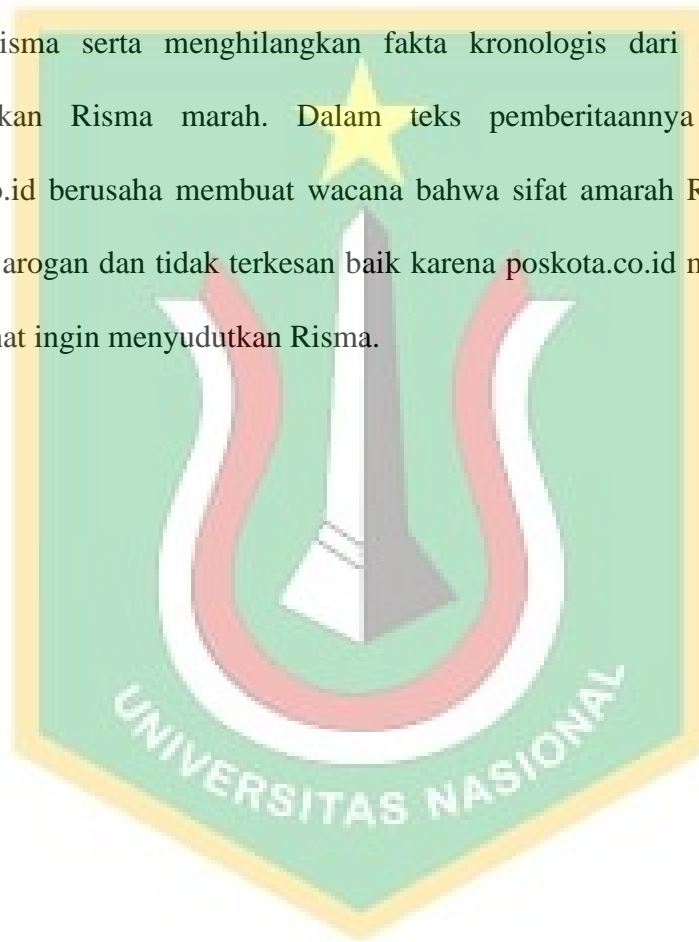 isma serta menghilangkan fakta kronologis dari
kan Risma marah. Dalam teks pemberitaannya
o.id berusaha membuat wacana bahwa sifat amarah R
arogan dan tidak terkesan baik karena poskota.co.id m
at ingin menyudutkan Risma.
UNIVERSITAS NASIONAL